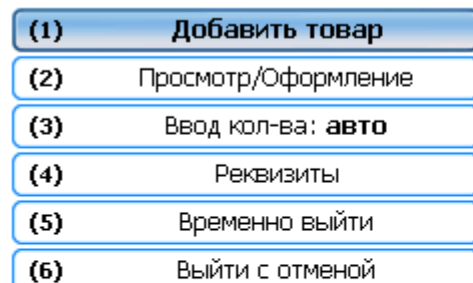 (1) Добавить товар
(2) Просмотр/Оформление
(3) Ввод кол-ва: авто
(4) Реквизиты
(5) Временно выйти
(6) Выйти с отменой